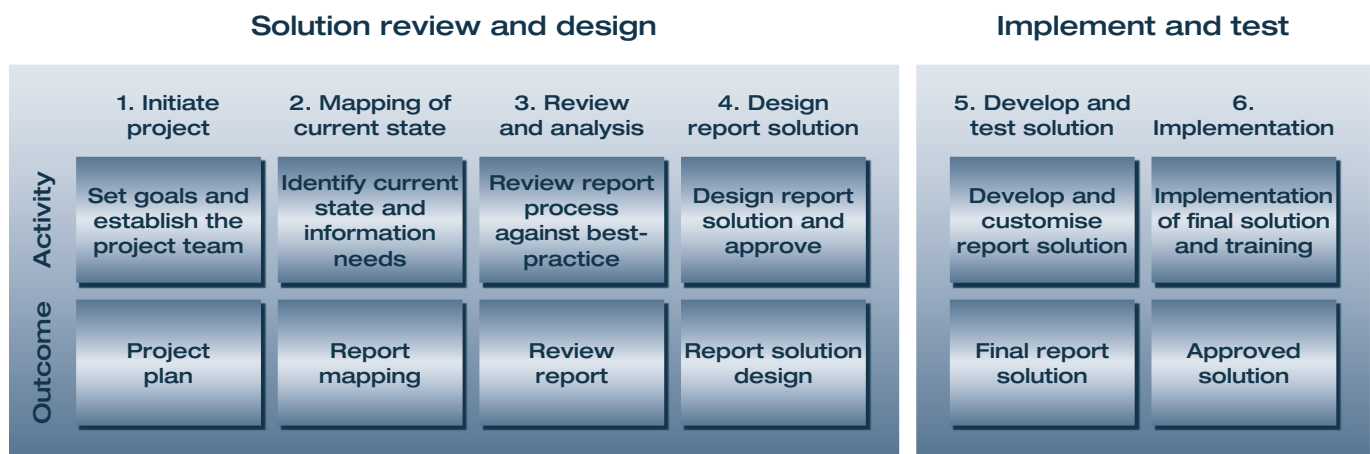 Solution review and design
Implement and test
1. Initiate
project
2. Mapping of
current state
3. Review
and analysis
4. Design
report solution
5. Develop and
test solution
6.
Implementation
Activity
Set goals and
establish the
project team
Identify current
state and
information
needs
Review report
process
against best-
practice
Design report
solution and
approve
Develop and
customise
report solution
Implementation
of final solution
and training
Outcome
Project
plan
Report
mapping
Review
report
Report solution
design
Final report
solution
Approved
solution